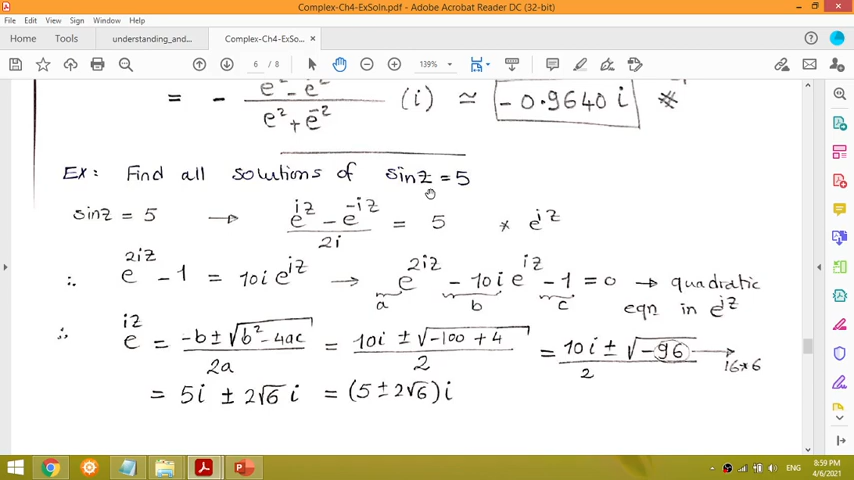 Complex-Ch4-ExSoln.pdf - Adobe Acrobat Reader DC (32-bit)
File Edit View Sign Window Help
Home Tools understanding_and... Complex-Ch4-ExSo... ×
6 / 8 139%
= - (e² - e⁻²)/(e² + e⁻²) (i) ≃ -0.9640 i
Ex: Find all solutions of sinz = 5
sinz = 5 → (e^{iz} - e^{-iz})/2i = 5 * e^{iz}
∴ e^{2iz} - 1 = 10i e^{iz} → e^{2iz} - 10i e^{iz} - 1 = 0 → quadratic
a b c eqn in e^{iz}
∴ e^{iz} = (-b ± √(b² - 4ac))/2a = (10i ± √(-100 + 4))/2 = (10i ± √-96)/2 → 16*6
= 5i ± 2√6 i = (5 ± 2√6) i
ENG 8:59 PM
4/6/2021